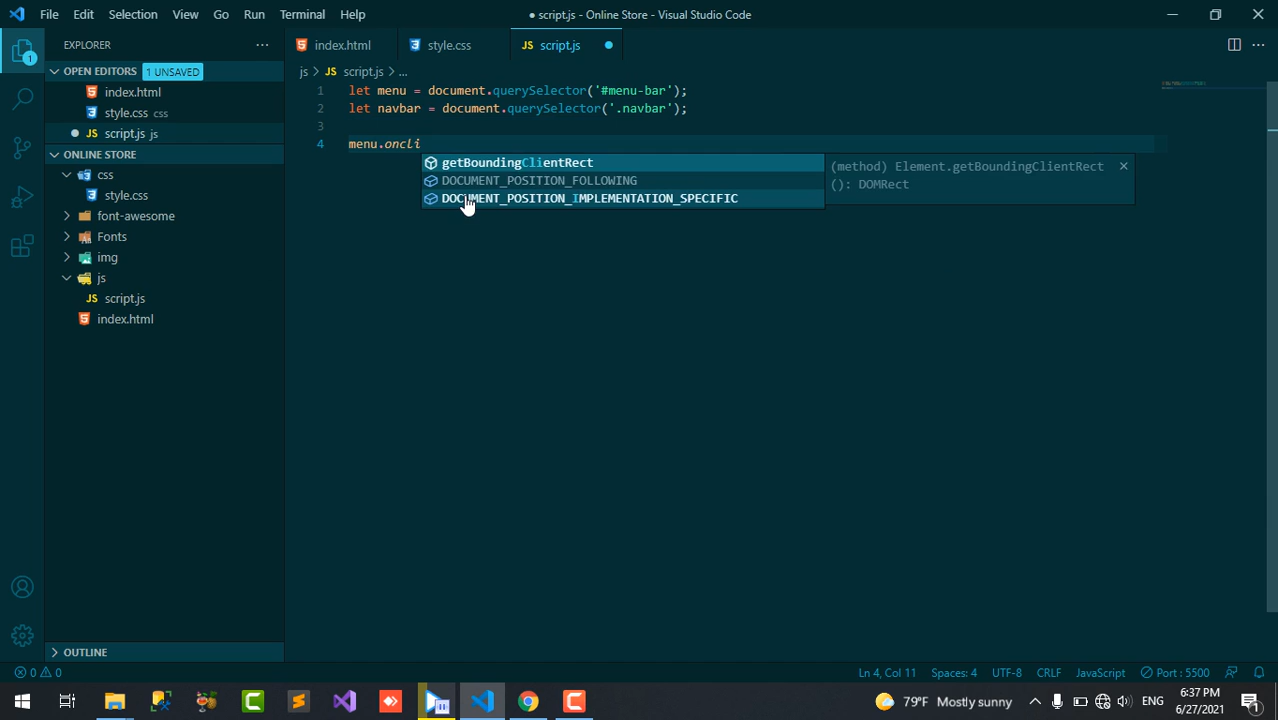 File Edit Selection View Go Run Terminal Help
● script.js - Online Store - Visual Studio Code
EXPLORER
OPEN EDITORS 1 UNSAVED
index.html
style.css css
script.js js
ONLINE STORE
css
style.css
font-awesome
Fonts
img
js
script.js
index.html
OUTLINE
index.html style.css JS script.js
js > JS script.js > ...
1 let menu = document.querySelector('#menu-bar');
2 let navbar = document.querySelector('.navbar');
3
4 menu.oncli
getBoundingClientRect
DOCUMENT_POSITION_FOLLOWING
DOCUMENT_POSITION_IMPLEMENTATION_SPECIFIC
(method) Element.getBoundingClientRect
(): DOMRect
0 0
Ln 4, Col 11 Spaces: 4 UTF-8 CRLF JavaScript Port : 5500
79°F Mostly sunny ENG
6:37 PM
6/27/2021